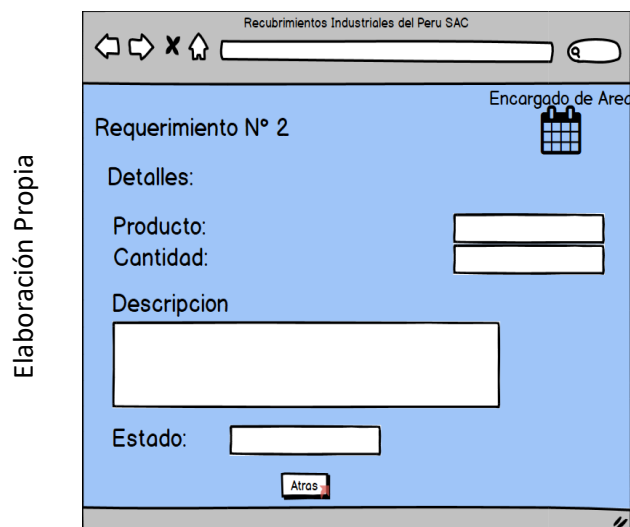 Recubrimientos Industriales del Peru SAC
Encargado de Area
Requerimiento N° 2
Detalles:
Producto:
Cantidad:
Descripcion
Estado:
Atras
Elaboración Propia